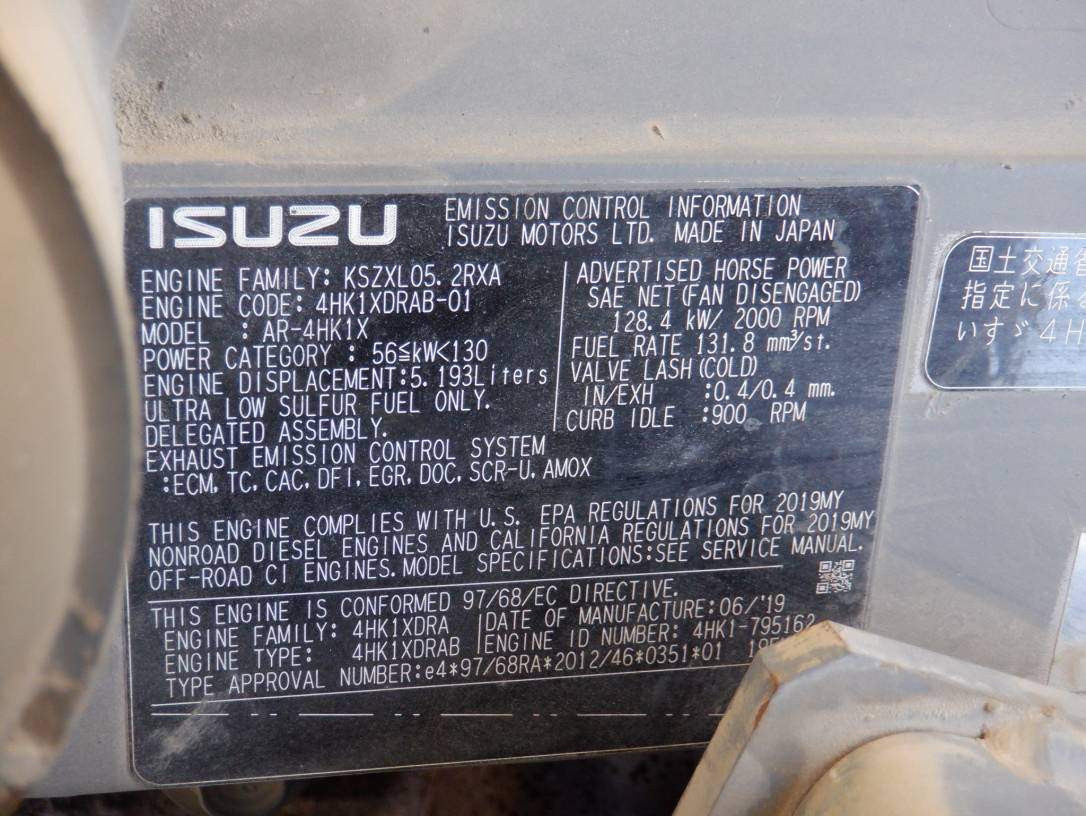 ISUZU
EMISSION CONTROL INFORMATION
ISUZU MOTORS LTD. MADE IN JAPAN
ENGINE FAMILY: KSZXL05.2RXA
ENGINE CODE: 4HK1XDRAB-01
MODEL : AR-4HK1X
POWER CATEGORY : 56≦kW<130
ENGINE DISPLACEMENT:5.193Liters
ULTRA LOW SULFUR FUEL ONLY.
DELEGATED ASSEMBLY.
EXHAUST EMISSION CONTROL SYSTEM
:ECM, TC, CAC, DFI, EGR, DOC, SCR-U, AMOX
ADVERTISED HORSE POWER
SAE NET(FAN DISENGAGED)
128.4 kW/ 2000 RPM
FUEL RATE 131.8 mm³/st.
VALVE LASH(COLD)
IN/EXH :0.4/0.4 mm.
CURB IDLE :900 RPM
THIS ENGINE COMPLIES WITH U.S. EPA REGULATIONS FOR 2019MY
NONROAD DIESEL ENGINES AND CALIFORNIA REGULATIONS FOR 2019MY
OFF-ROAD CI ENGINES. MODEL SPECIFICATIONS:SEE SERVICE MANUAL.
THIS ENGINE IS CONFORMED 97/68/EC DIRECTIVE.
ENGINE FAMILY: 4HK1XDRA
ENGINE TYPE: 4HK1XDRAB
DATE OF MANUFACTURE:06/'19
ENGINE ID NUMBER: 4HK1-795162
TYPE APPROVAL NUMBER:e4*97/68RA*2012/46*0351*01
国土交通省
指定に係
いすゞ4H